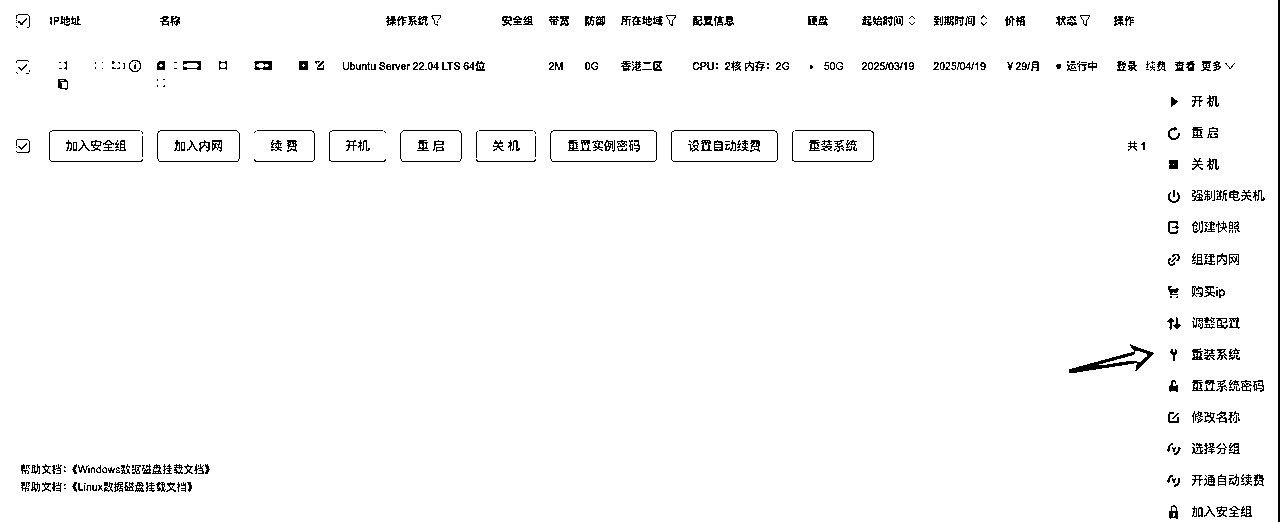 IP地址 名称 操作系统 安全组 带宽 防御 所在地域 配置信息 硬盘 起始时间 到期时间 价格 状态 操作
Ubuntu Server 22.04 LTS 64位 2M 0G 香港二区 CPU：2核 内存：2G 50G 2025/03/19 2025/04/19 ￥29/月 运行中 登录 续费 查看 更多
开机
重启
加入安全组 加入内网 续费 开机 重启 关机 重置实例密码 设置自动续费 重装系统 共 1
关机
强制断电关机
创建快照
组建内网
购买ip
调整配置
重装系统
重置系统密码
修改名称
选择分组
开通自动续费
加入安全组
帮助文档：《Windows数据磁盘挂载文档》
帮助文档：《Linux数据磁盘挂载文档》